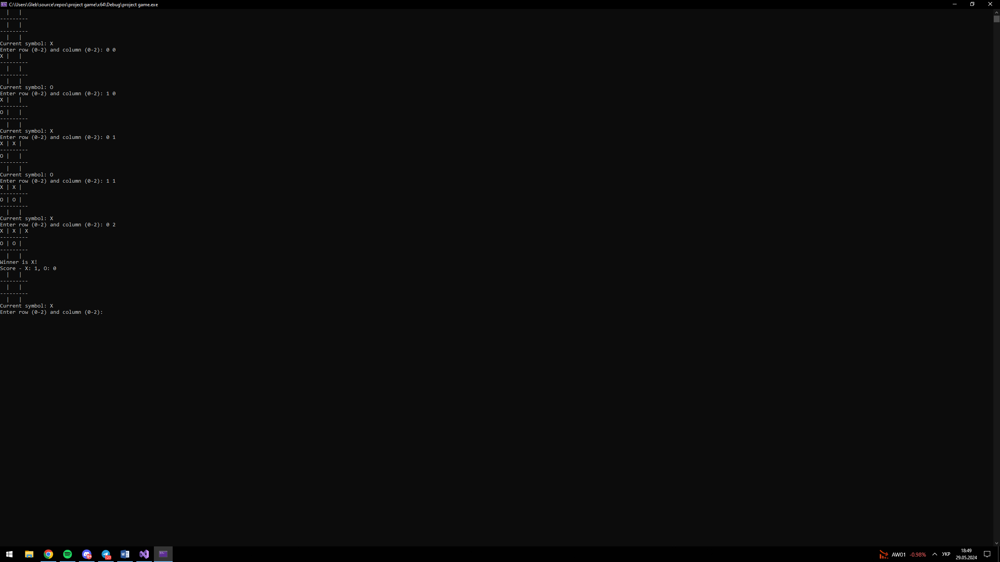 C:\Users\Gleb\source\repos\project game\x64\Debug\project game.exe
  |   |
---------
  |   |
---------
  |   |
Current symbol: X
Enter row (0-2) and column (0-2): 0 0
X |   |
---------
  |   |
---------
  |   |
Current symbol: O
Enter row (0-2) and column (0-2): 1 0
X |   |
---------
O |   |
---------
  |   |
Current symbol: X
Enter row (0-2) and column (0-2): 0 1
X | X |
---------
O |   |
---------
  |   |
Current symbol: O
Enter row (0-2) and column (0-2): 1 1
X | X |
---------
O | O |
---------
  |   |
Current symbol: X
Enter row (0-2) and column (0-2): 0 2
X | X | X
---------
O | O |
---------
  |   |
Winner is X!
Score - X: 1, O: 0
  |   |
---------
  |   |
---------
  |   |
Current symbol: X
Enter row (0-2) and column (0-2):
9+
127
AW01 -0.98%
УКР
18:49
29.05.2024